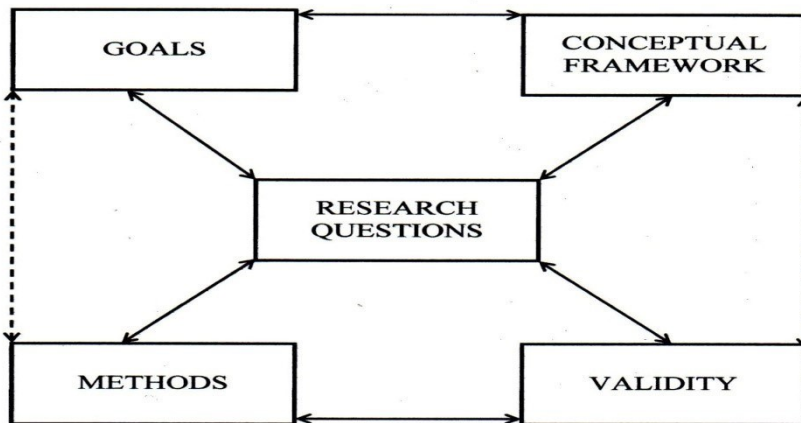 GOALS
CONCEPTUAL
FRAMEWORK
RESEARCH
QUESTIONS
METHODS
VALIDITY